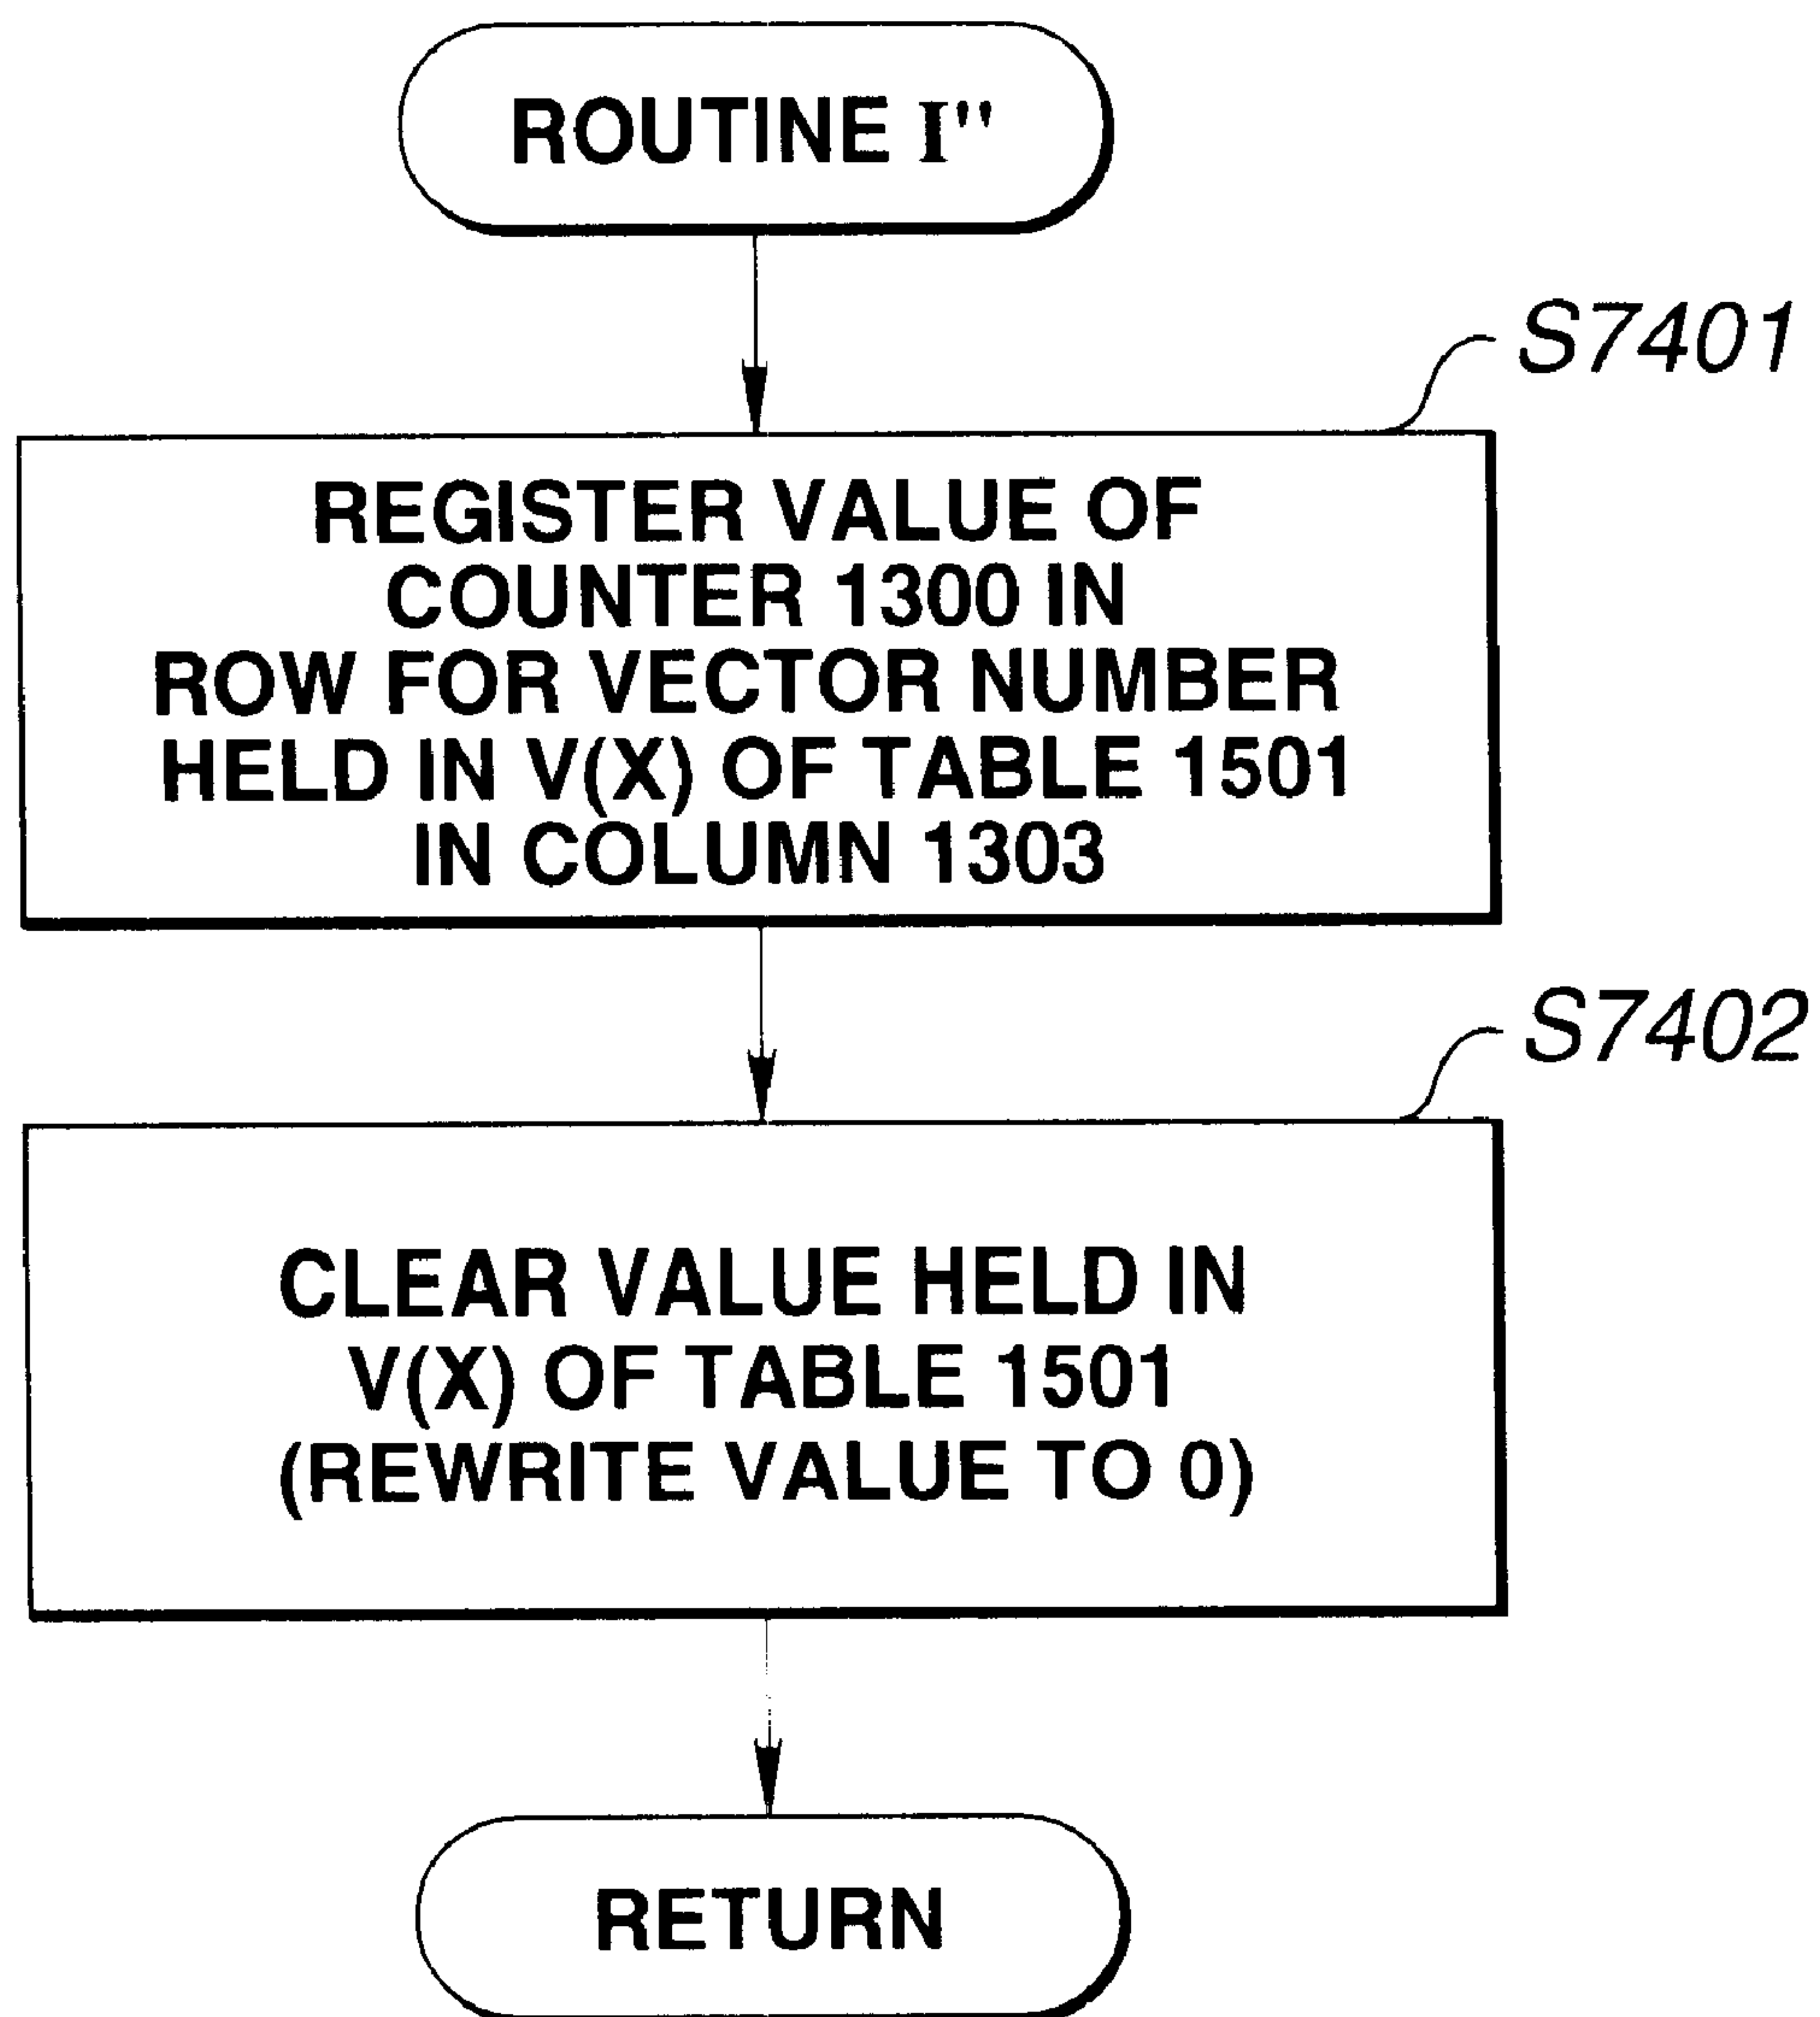 ROUTINE I"
S7401
REGISTER VALUE OF
COUNTER 1300 IN
ROW FOR VECTOR NUMBER
HELD IN V(X) OF TABLE 1501
IN COLUMN 1303
S7402
CLEAR VALUE HELD IN
V(X) OF TABLE 1501
(REWRITE VALUE TO 0)
RETURN